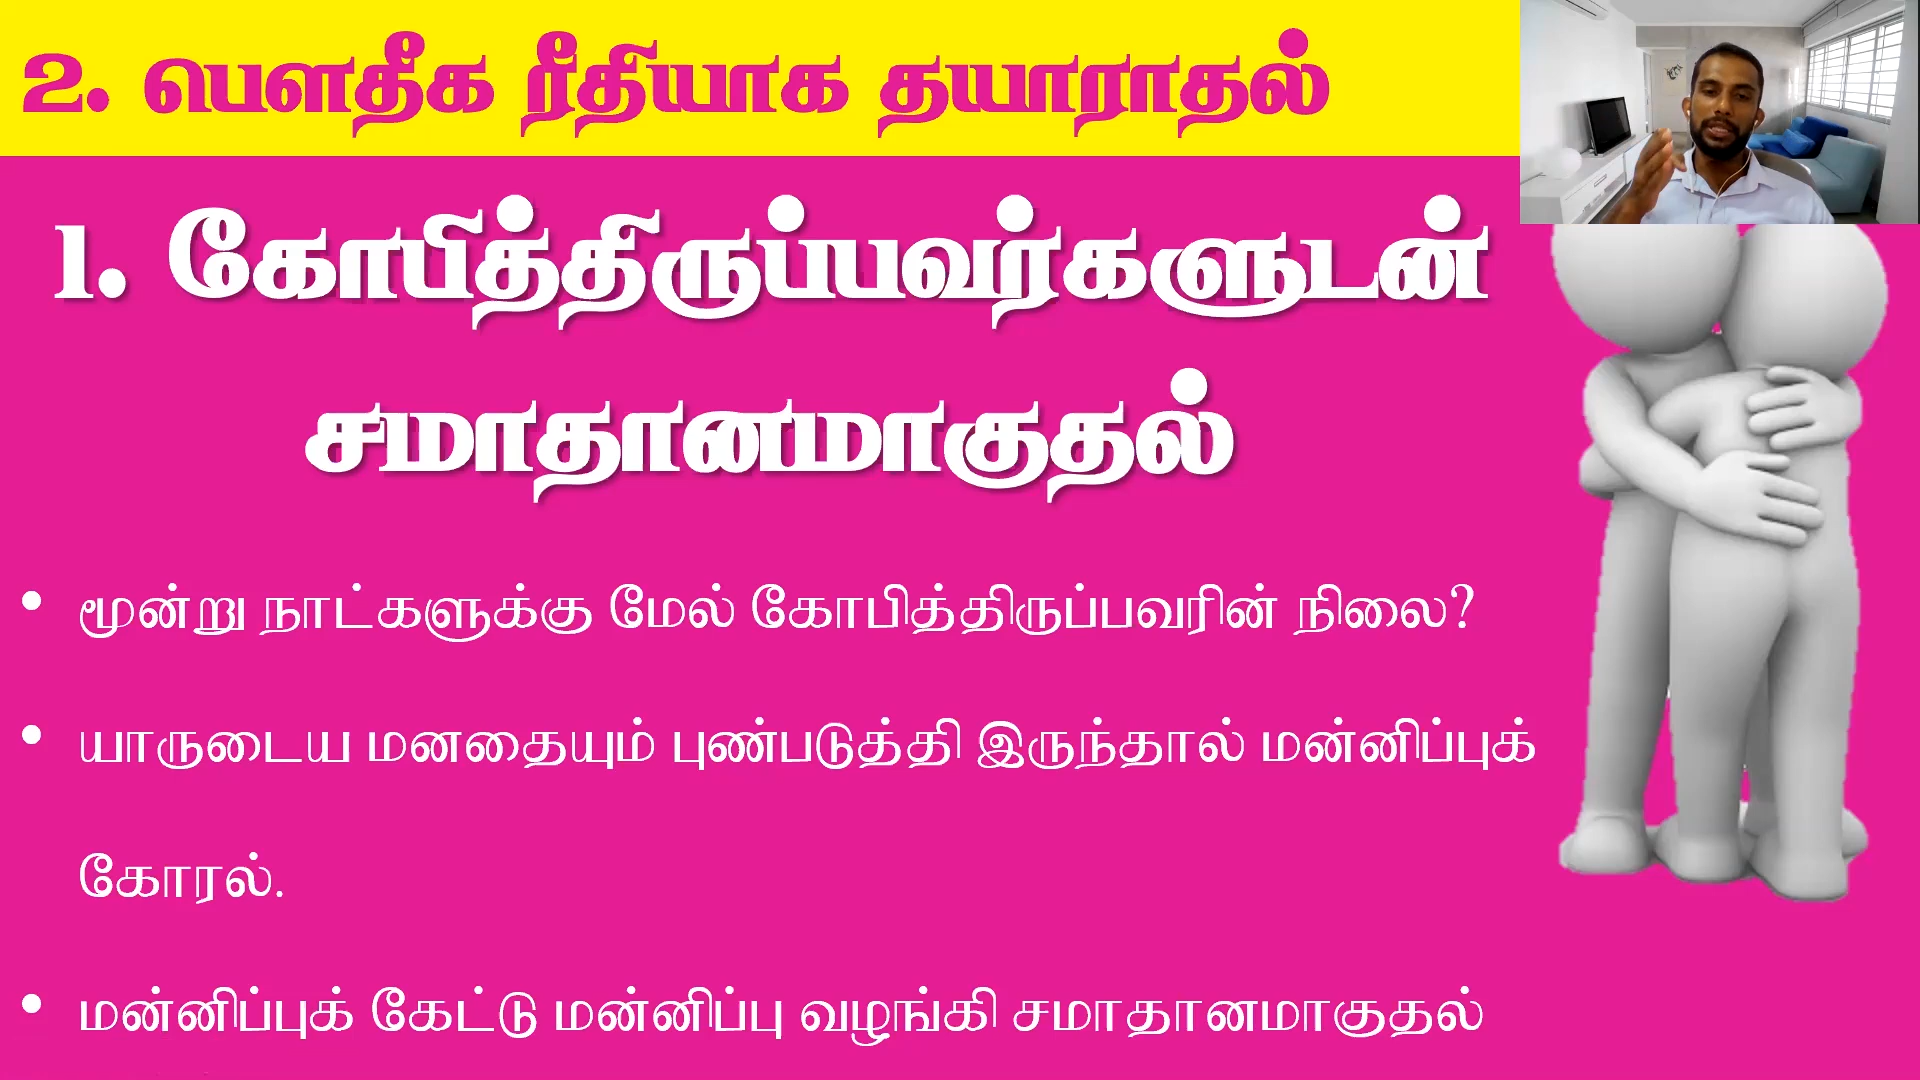 2. பௌதீக ரீதியாக தயாராதல்
1. கோபித்திருப்பவர்களுடன்
சமாதானமாகுதல்
• மூன்று நாட்களுக்கு மேல் கோபித்திருப்பவரின் நிலை?
• யாருடைய மனதையும் புண்படுத்தி இருந்தால் மன்னிப்புக்
கோரல்.
• மன்னிப்புக் கேட்டு மன்னிப்பு வழங்கி சமாதானமாகுதல்